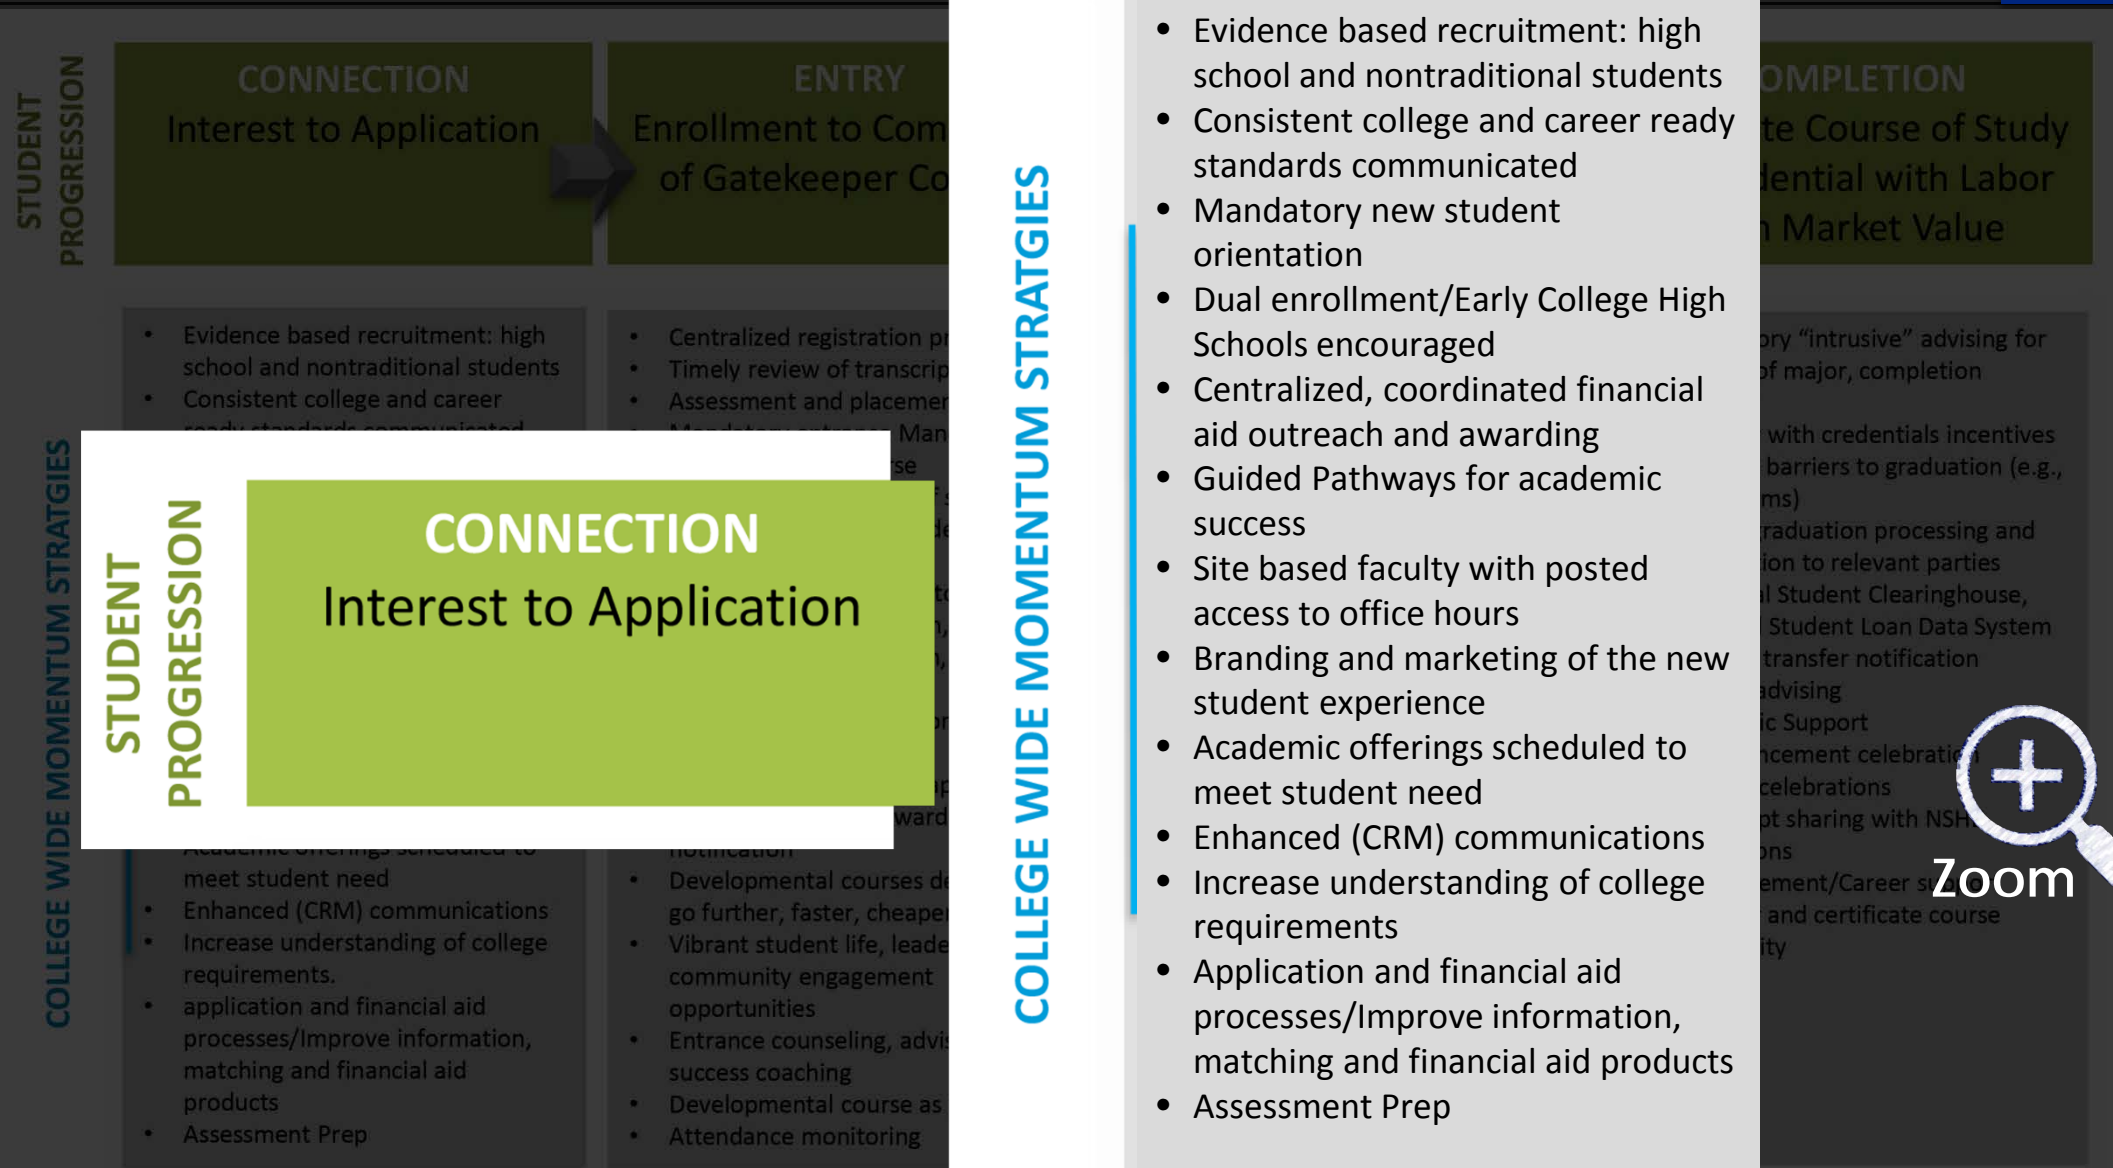 STUDENT
PROGRESSION
CONNECTION
Interest to Application
ENTRY
Enrollment to Com
of Gatekeeper Co
OMPLETION
te Course of Study
dential with Labor
Market Value
COLLEGE WIDE MOMENTUM STRATGIES
• Evidence based recruitment: high
school and nontraditional students
• Consistent college and career
ready standards communicated
meet student need
• Enhanced (CRM) communications
• Increase understanding of college
requirements.
• application and financial aid
processes/Improve information,
matching and financial aid
products
• Assessment Prep
• Centralized registration
• Timely review of
• Assessment and
notification
• Developmental courses
go further, faster,
• Vibrant student life,
community engagement
opportunities
• Entrance counseling,
success coaching
• Developmental course as
• Attendance monitoring
STUDENT
PROGRESSION
CONNECTION
Interest to Application
COLLEGE WIDE MOMENTUM STRATGIES
• Evidence based recruitment: high
school and nontraditional students
• Consistent college and career ready
standards communicated
• Mandatory new student
orientation
• Dual enrollment/Early College High
Schools encouraged
• Centralized, coordinated financial
aid outreach and awarding
• Guided Pathways for academic
success
• Site based faculty with posted
access to office hours
• Branding and marketing of the new
student experience
• Academic offerings scheduled to
meet student need
• Enhanced (CRM) communications
• Increase understanding of college
requirements
• Application and financial aid
processes/Improve information,
matching and financial aid products
• Assessment Prep
"intrusive" advising for
of major, completion
with credentials incentives
barriers to graduation (e.g.,
processing and
to relevant parties
Student Clearinghouse,
Student Loan Data System
transfer notification
advising
Support
celebration
celebrations
sharing with
and certificate course
Zoom